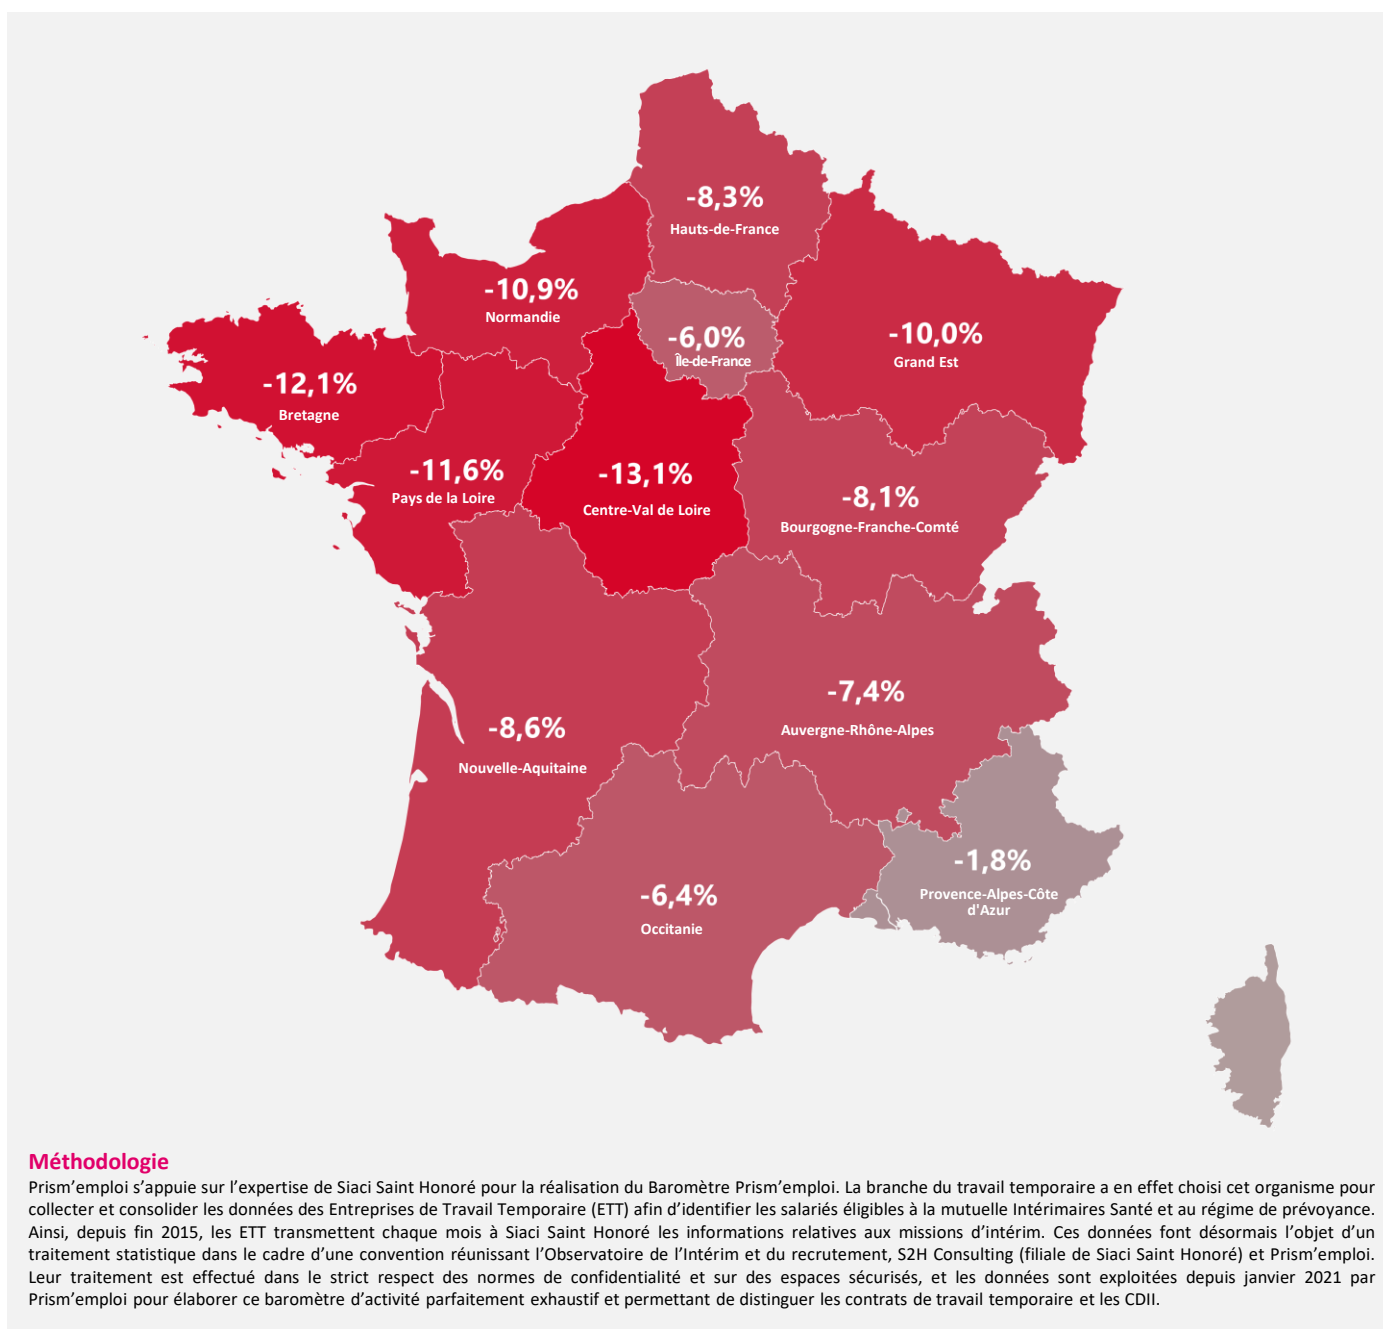 -8,3%
Hauts-de-France
-10,9%
Normandie
-6,0%
Île-de-France
-10,0%
Grand Est
-12,1%
Bretagne
-11,6%
Pays de la Loire
-13,1%
Centre-Val de Loire
-8,1%
Bourgogne-Franche-Comté
-7,4%
Auvergne-Rhône-Alpes
-8,6%
Nouvelle-Aquitaine
-1,8%
Provence-Alpes-Côte
d'Azur
-6,4%
Occitanie
Méthodologie
Prism’emploi s’appuie sur l’expertise de Siaci Saint Honoré pour la réalisation du Baromètre Prism’emploi. La branche du travail temporaire a en effet choisi cet organisme pour
collecter et consolider les données des Entreprises de Travail Temporaire (ETT) afin d’identifier les salariés éligibles à la mutuelle Intérimaires Santé et au régime de prévoyance.
Ainsi, depuis fin 2015, les ETT transmettent chaque mois à Siaci Saint Honoré les informations relatives aux missions d’intérim. Ces données font désormais l’objet d’un
traitement statistique dans le cadre d’une convention réunissant l’Observatoire de l’Intérim et du recrutement, S2H Consulting (filiale de Siaci Saint Honoré) et Prism’emploi.
Leur traitement est effectué dans le strict respect des normes de confidentialité et sur des espaces sécurisés, et les données sont exploitées depuis janvier 2021 par
Prism’emploi pour élaborer ce baromètre d’activité parfaitement exhaustif et permettant de distinguer les contrats de travail temporaire et les CDII.